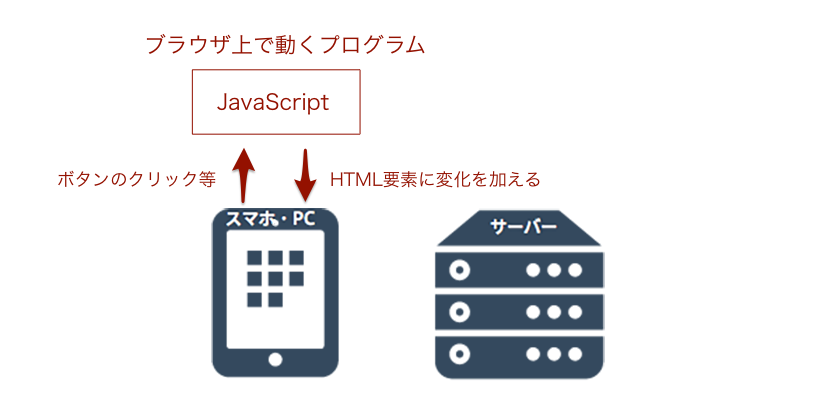 ブラウザ上で動くプログラム
JavaScript
ボタンのクリック等
HTML要素に変化を加える
スマホ・PC
サーバー